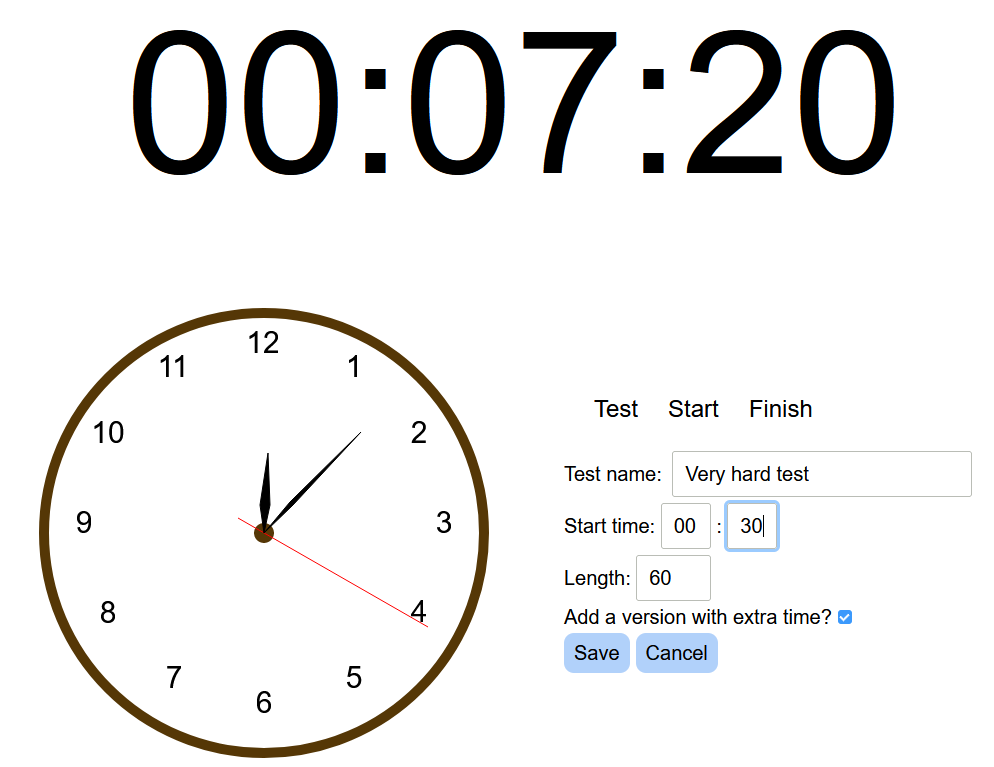 00:07:20
12
11 1
10 2
9 3
8 4
7 5
6
Test Start Finish
Test name: Very hard test
Start time: 00 : 30
Length: 60
Add a version with extra time?
Save Cancel